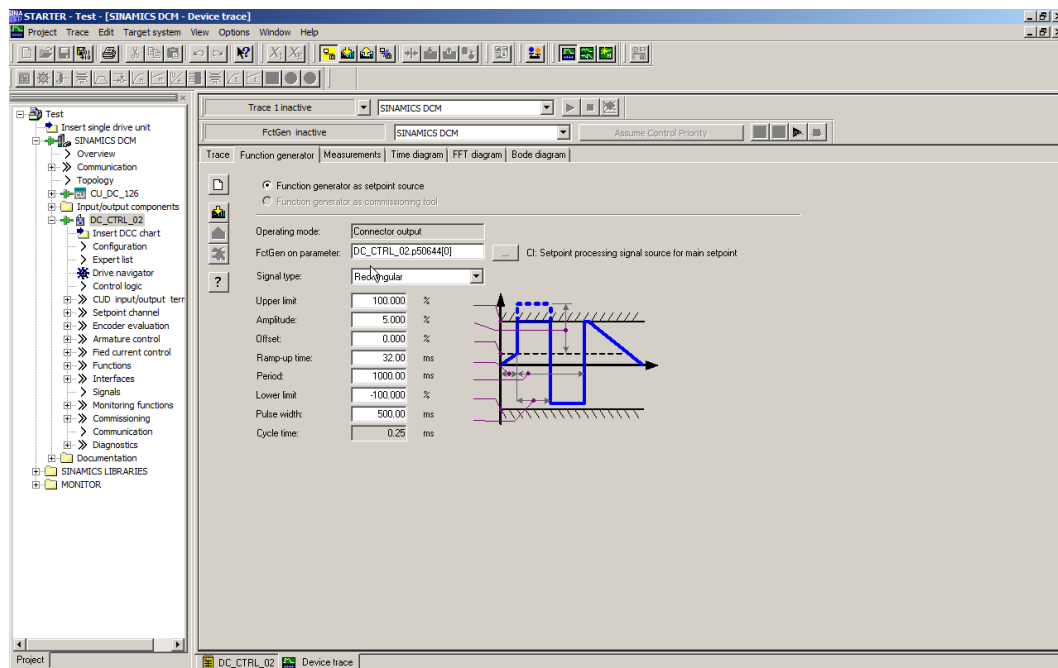 STARTER - Test - [SINAMICS DCM - Device trace]
Project Trace Edit Target system View Options Window Help
Trace 1 inactive SINAMICS DCM
FctGen inactive SINAMICS DCM Assume Control Priority
Trace Function generator Measurements Time diagram FFT diagram Bode diagram
Test
Insert single drive unit
SINAMICS DCM
Overview
Communication
Topology
CU_DC_126
Input/output components
DC_CTRL_02
Insert DCC chart
Configuration
Expert list
Drive navigator
Control logic
CUD input/output terr
Setpoint channel
Encoder evaluation
Armature control
Fied current control
Functions
Interfaces
Signals
Monitoring functions
Commissioning
Communication
Diagnostics
Documentation
SINAMICS LIBRARIES
MONITOR
Project
Function generator as setpoint source
Function generator as commissioning tool
Operating mode: Connector output
FctGen on parameter: DC_CTRL_02.p50644[0] ... CI: Setpoint processing signal source for main setpoint
Signal type: Rectangular
Upper limit 100.000 %
Amplitude: 5.000 %
Offset: 0.000 %
Ramp-up time: 32.00 ms
Period: 1000.00 ms
Lower limit -100.000 %
Pulse width: 500.00 ms
Cycle time: 0.25 ms
DC_CTRL_02 Device trace